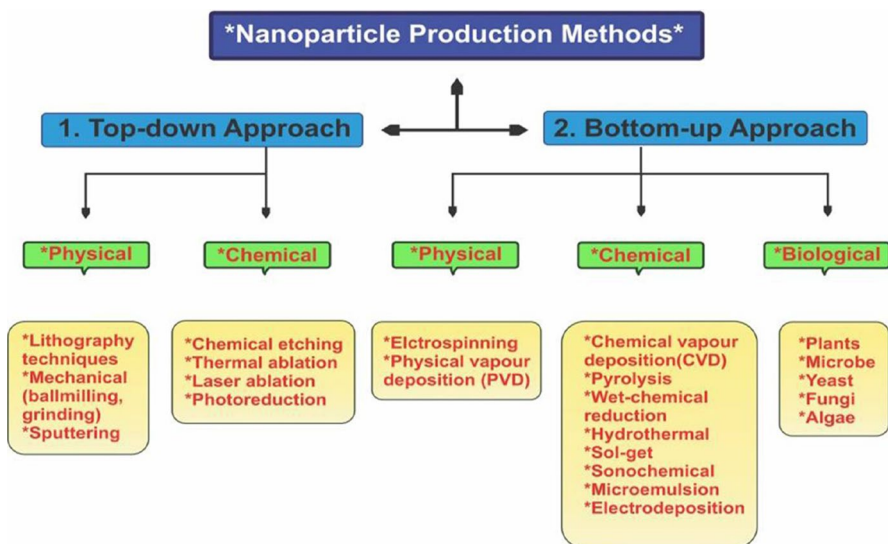 *Nanoparticle Production Methods*
1. Top-down Approach
2. Bottom-up Approach
*Physical
*Chemical
*Physical
*Chemical
*Biological
*Lithography
techniques
*Mechanical
(ballmilling,
grinding)
*Sputtering
*Chemical etching
*Thermal ablation
*Laser ablation
*Photoreduction
*Elctrospinning
*Physical vapour
deposition (PVD)
*Chemical vapour
deposition(CVD)
*Pyrolysis
*Wet-chemical
reduction
*Hydrothermal
*Sol-get
*Sonochemical
*Microemulsion
*Electrodeposition
*Plants
*Microbe
*Yeast
*Fungi
*Algae